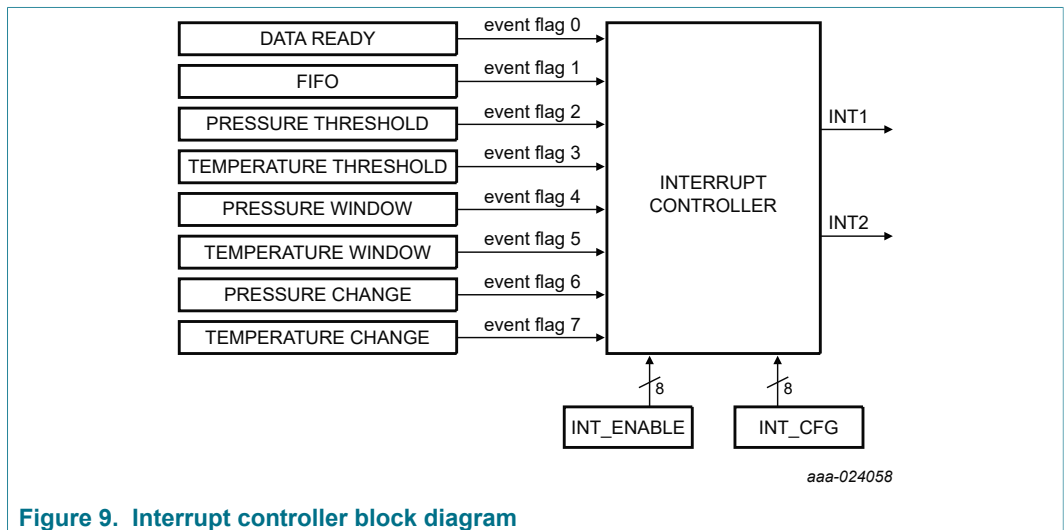 DATA READY
event flag 0
FIFO
event flag 1
PRESSURE THRESHOLD
event flag 2
TEMPERATURE THRESHOLD
event flag 3
PRESSURE WINDOW
event flag 4
TEMPERATURE WINDOW
event flag 5
PRESSURE CHANGE
event flag 6
TEMPERATURE CHANGE
event flag 7
INTERRUPT
CONTROLLER
INT1
INT2
8
8
INT_ENABLE
INT_CFG
aaa-024058
Figure 9. Interrupt controller block diagram